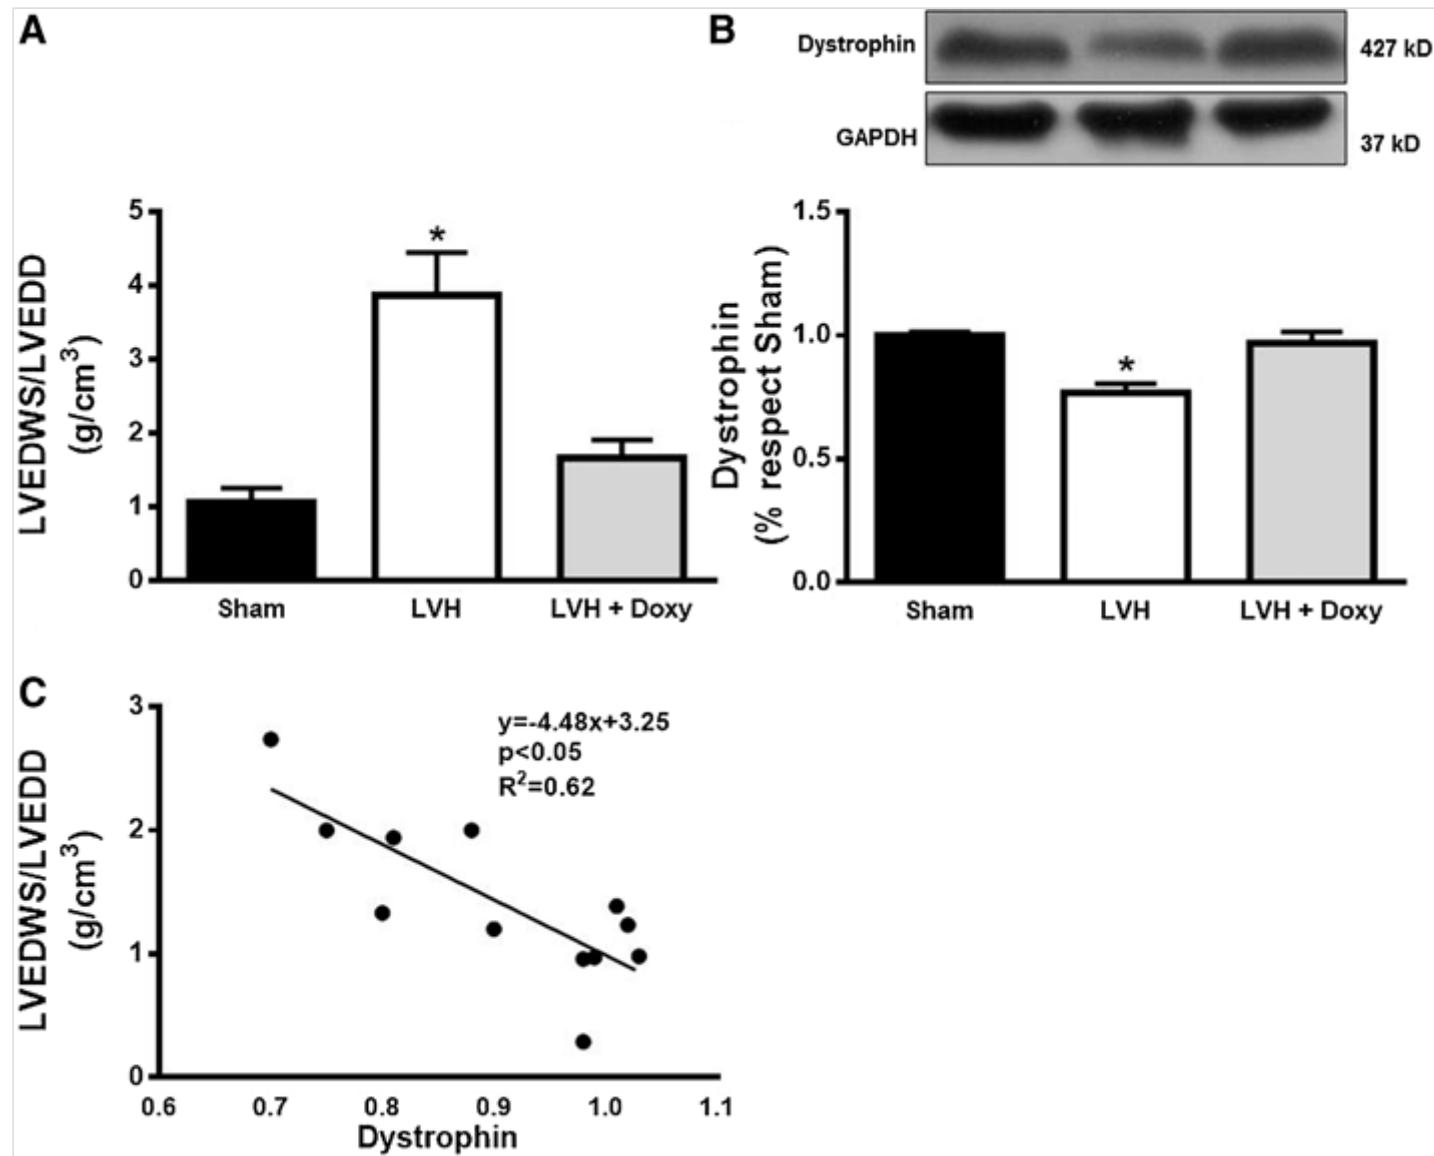 A
LVEDWS/LVEDD
(g/cm³)
5
4
3
2
1
0
*
Sham LVH LVH + Doxy
B
Dystrophin 427 kD
GAPDH 37 kD
Dystrophin
(% respect Sham)
1.5
1.0
0.5
0.0
*
Sham LVH LVH + Doxy
C
LVEDWS/LVEDD
(g/cm³)
3
2
1
0
y=-4.48x+3.25
p<0.05
R²=0.62
0.6 0.7 0.8 0.9 1.0 1.1
Dystrophin